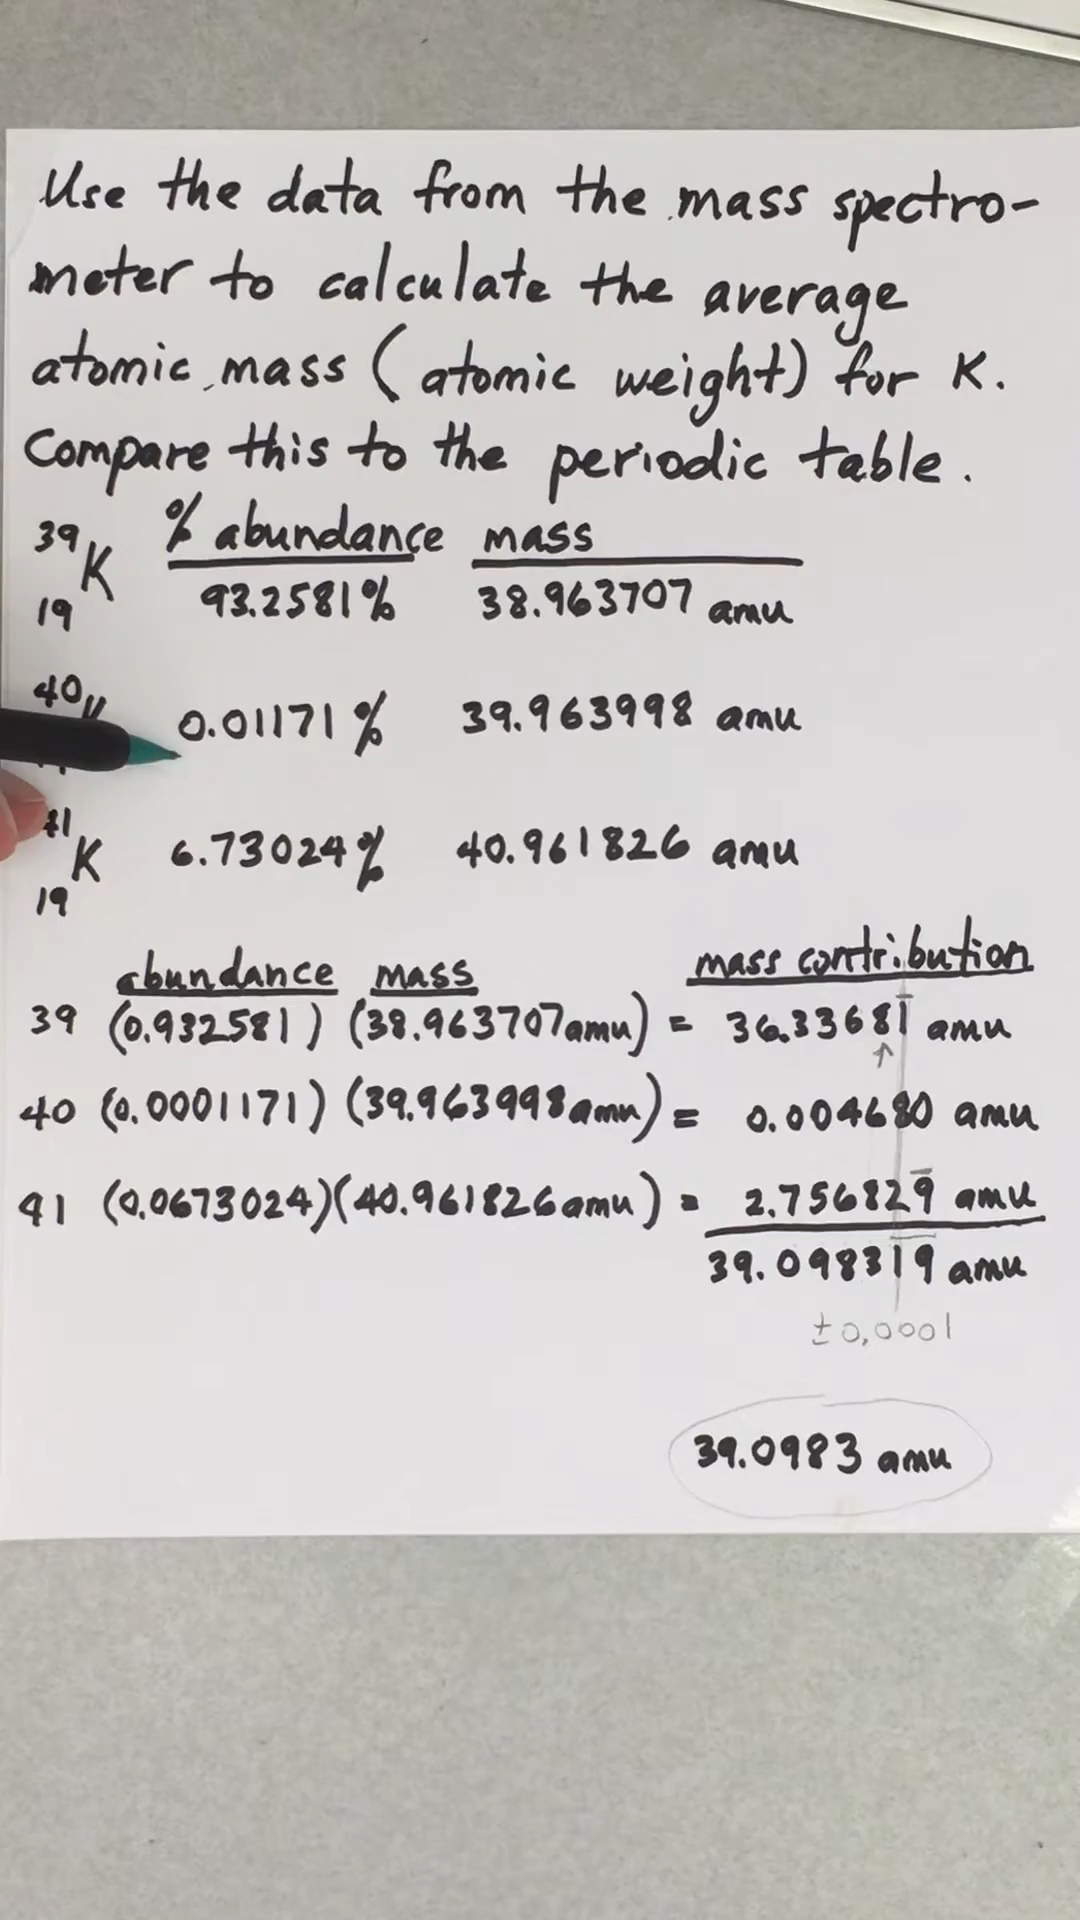 Use the data from the mass spectro-
meter to calculate the average
atomic mass (atomic weight) for K.
Compare this to the periodic table.
% abundance mass
39 K 19 93.2581% 38.963707 amu
40 0.01171 % 39.963998 amu
41 K 19 6.73024% 40.961826 amu
abundance mass mass contribution
39 (0.932581) (38.963707amu) = 36.33681 amu
↑
40 (0.0001171) (39.963998amu) = 0.004680 amu
41 (0.0673024)(40.961826amu) = 2.756829 amu
39.098319 amu
±0.0001
39.0983 amu